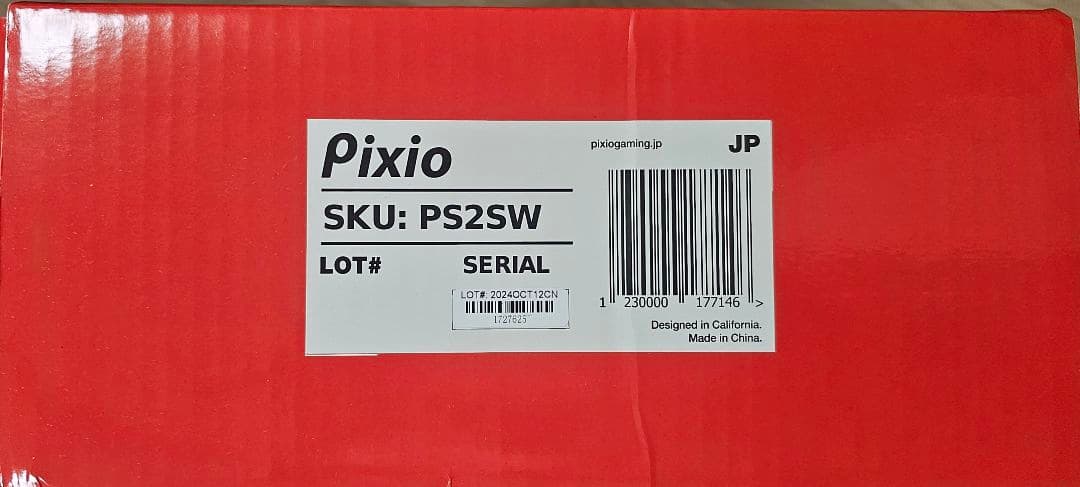 Pixio
SKU: PS2SW
LOT#
SERIAL
LOT#: 2024OCT12CN
1727625
pixiogaming.jp
JP
1 230000 177146 >
Designed in California.
Made in China.